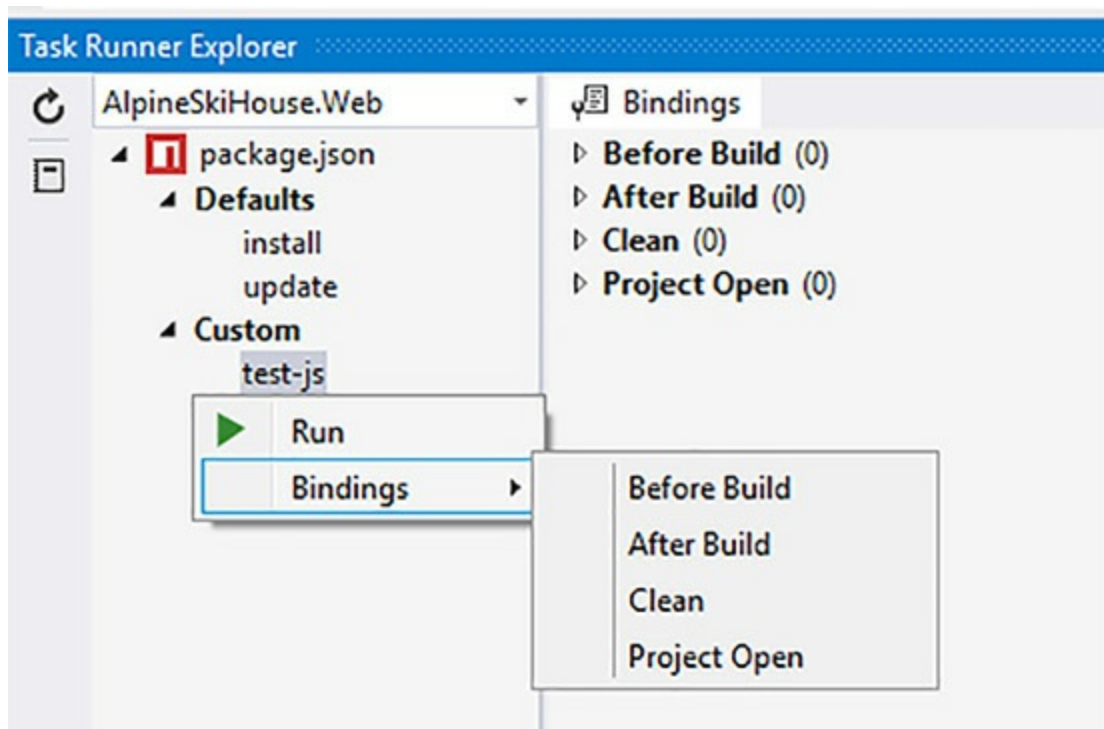 Task Runner Explorer
AlpineSkiHouse.Web
package.json
Defaults
install
update
Custom
test-js
Run
Bindings
Bindings
Before Build (0)
After Build (0)
Clean (0)
Project Open (0)
Before Build
After Build
Clean
Project Open